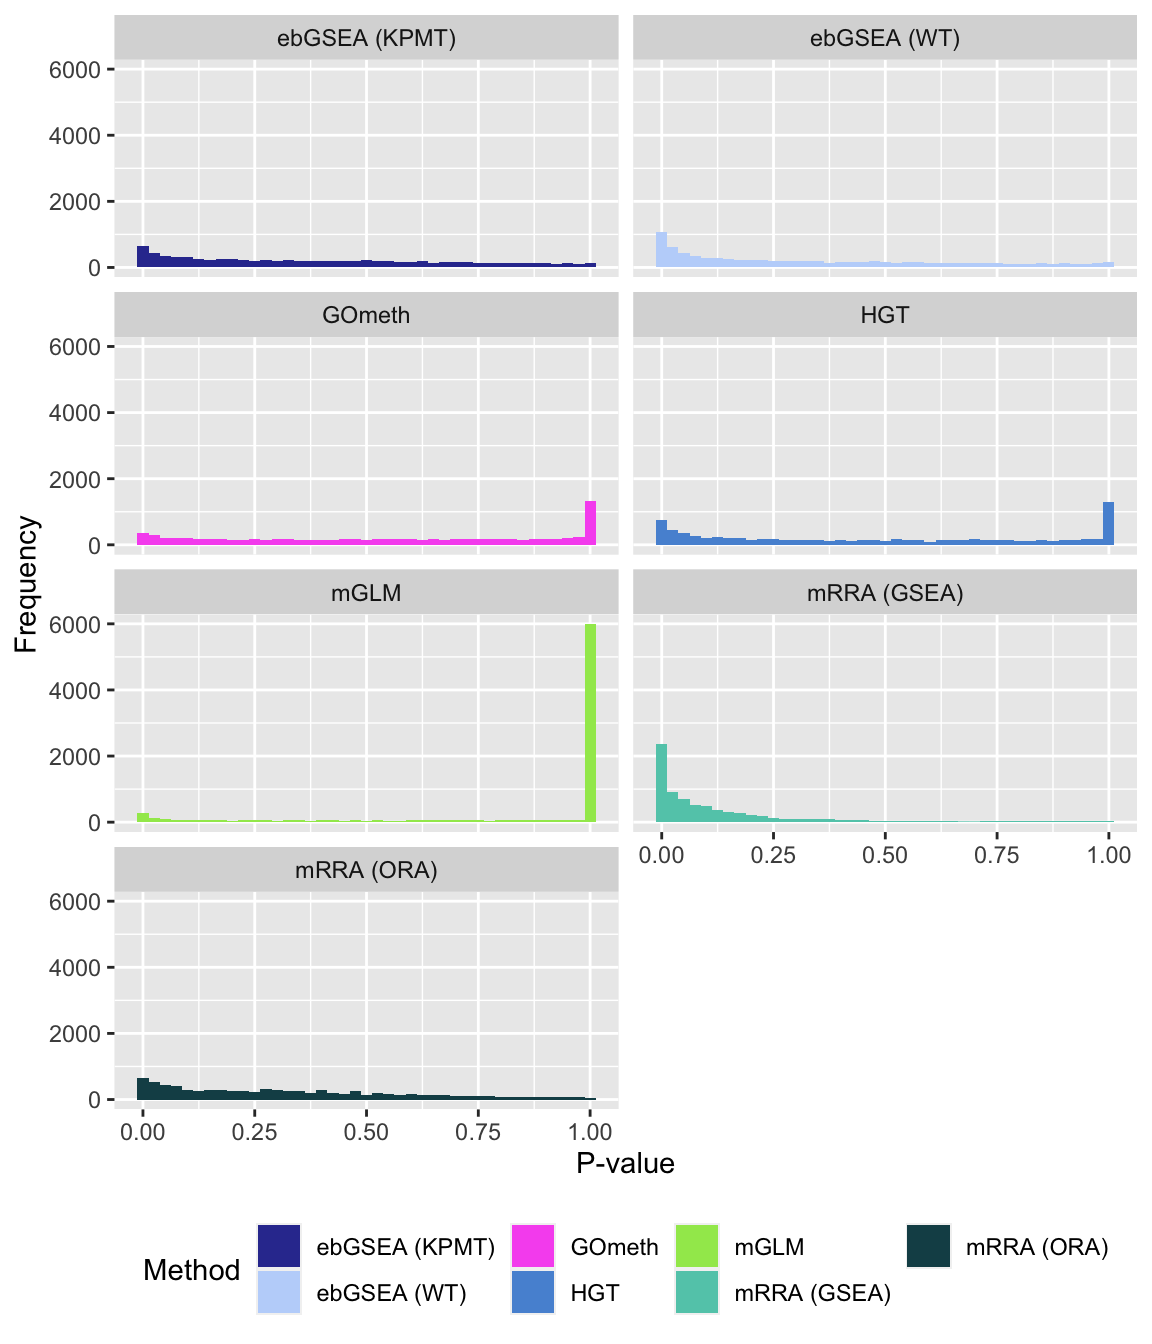 ebGSEA (KPMT)
ebGSEA (WT)
6000
4000
2000
0
GOmeth
HGT
6000
4000
2000
0
mGLM
mRRA (GSEA)
6000
4000
2000
0
0.00 0.25 0.50 0.75 1.00
mRRA (ORA)
6000
4000
2000
0
0.00 0.25 0.50 0.75 1.00
Frequency
P-value
Method
ebGSEA (KPMT)
GOmeth
mGLM
mRRA (ORA)
ebGSEA (WT)
HGT
mRRA (GSEA)